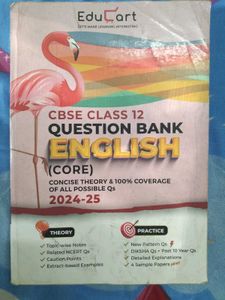 EduCart
LET'S MAKE LEARNING INTERESTING
CBSE CLASS 12
QUESTION BANK
ENGLISH
(CORE)
CONCISE THEORY & 100% COVERAGE
OF ALL POSSIBLE Qs
2024-25
THEORY
Topic-wise Notes
Related NCERT Qs
Caution Points
Extract-based Examples
PRACTICE
New Pattern Qs
DIKSHA Qs + Past 10 Year Qs
Detailed Explanations
4 Sample Papers